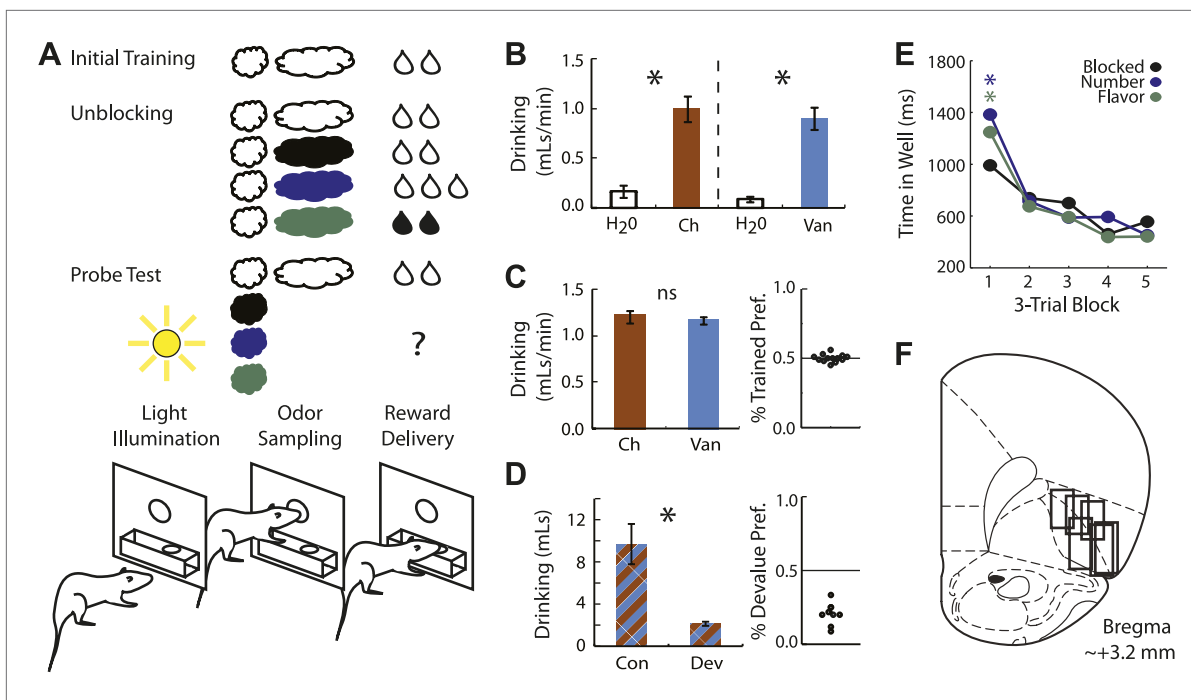 A
Initial Training
Unblocking
Probe Test
?
Light
Illumination
Odor
Sampling
Reward
Delivery
B
Drinking
(mLs/min)
1.5
1.0
0.5
0.0
*
*
H20
Ch
H20
Van
C
Drinking
(mLs/min)
1.5
1.0
0.5
0.0
ns
Ch
Van
% Trained Pref.
1.0
0.5
0.0
D
Drinking (mLs)
12
8
4
0
*
Con
Dev
% Devalue Pref.
1.0
0.5
0.0
E
Time in Well (ms)
1800
1400
1000
600
200
*
*
Blocked
Number
Flavor
1 2 3 4 5
3-Trial Block
F
Bregma
~+3.2 mm